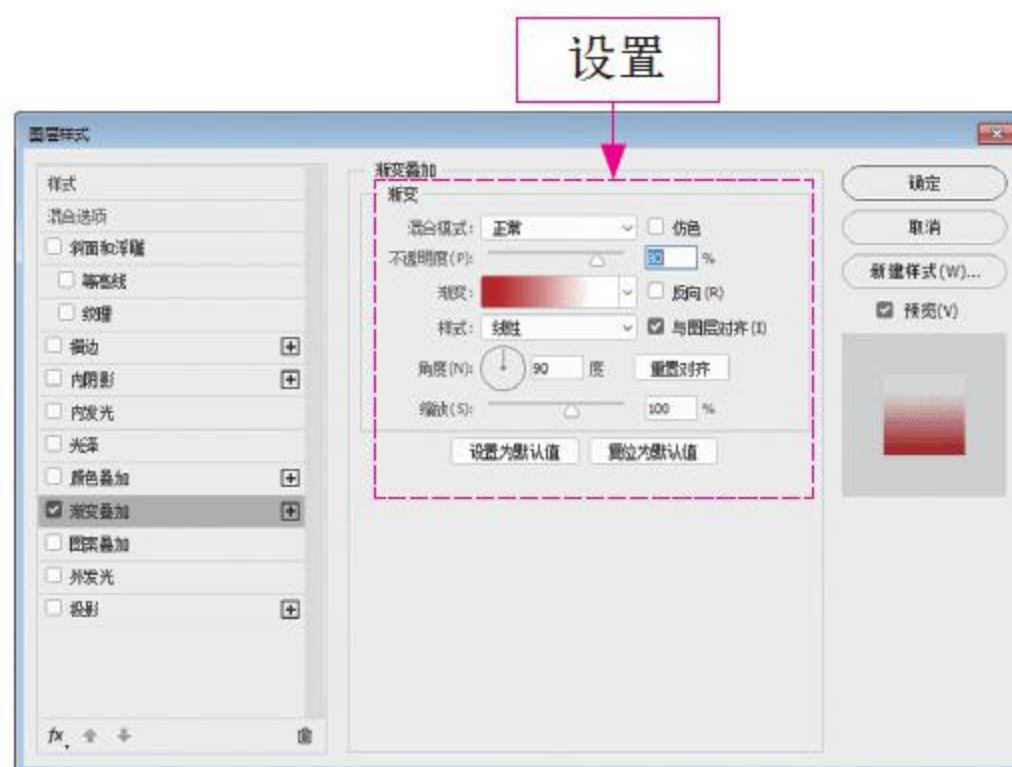 设置
图层样式
样式
混合选项
斜面和浮雕
等高线
纹理
描边
内阴影
内发光
光泽
颜色叠加
渐变叠加
图案叠加
外发光
投影
fx
渐变叠加
渐变
混合模式: 正常 仿色
不透明度(P): %
渐变: 反向(R)
样式: 线性 与图层对齐(I)
角度(N): 90 度 重置对齐
缩放(S): 100 %
设置为默认值 复位为默认值
确定
取消
新建样式(W)...
预览(V)